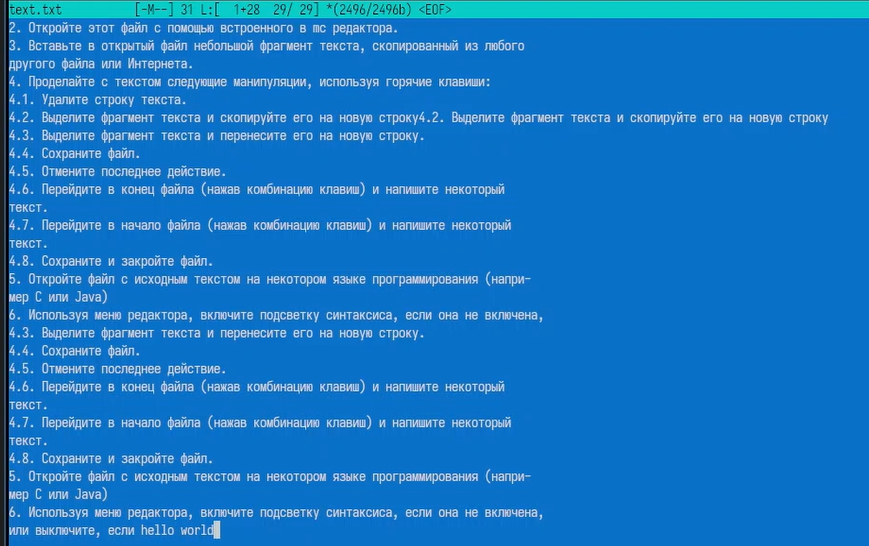 text.txt [-M--] 31 L:[ 1+28 29/ 29] *(2496/2496b) <EOF>
2. Откройте этот файл с помощью встроенного в mc редактора.
3. Вставьте в открытый файл небольшой фрагмент текста, скопированный из любого
другого файла или Интернета.
4. Проделайте с текстом следующие манипуляции, используя горячие клавиши:
4.1. Удалите строку текста.
4.2. Выделите фрагмент текста и скопируйте его на новую строку4.2. Выделите фрагмент текста и скопируйте его на новую строку
4.3. Выделите фрагмент текста и перенесите его на новую строку.
4.4. Сохраните файл.
4.5. Отмените последнее действие.
4.6. Перейдите в конец файла (нажав комбинацию клавиш) и напишите некоторый
текст.
4.7. Перейдите в начало файла (нажав комбинацию клавиш) и напишите некоторый
текст.
4.8. Сохраните и закройте файл.
5. Откройте файл с исходным текстом на некотором языке программирования (напри-
мер C или Java)
6. Используя меню редактора, включите подсветку синтаксиса, если она не включена,
4.3. Выделите фрагмент текста и перенесите его на новую строку.
4.4. Сохраните файл.
4.5. Отмените последнее действие.
4.6. Перейдите в конец файла (нажав комбинацию клавиш) и напишите некоторый
текст.
4.7. Перейдите в начало файла (нажав комбинацию клавиш) и напишите некоторый
текст.
4.8. Сохраните и закройте файл.
5. Откройте файл с исходным текстом на некотором языке программирования (напри-
мер C или Java)
6. Используя меню редактора, включите подсветку синтаксиса, если она не включена,
или выключите, если hello world